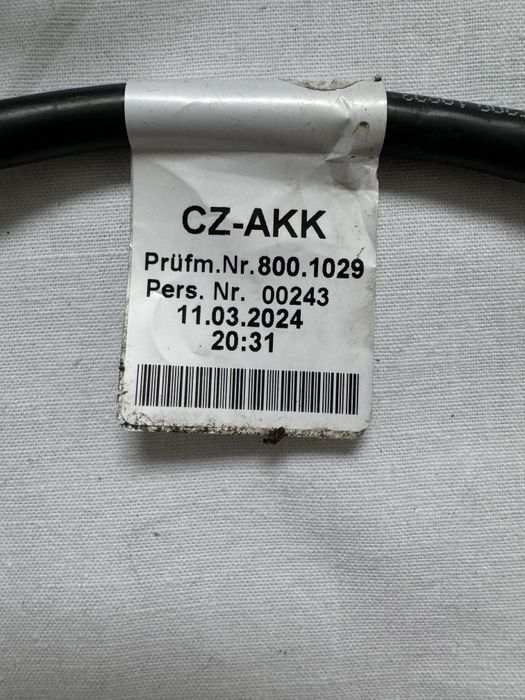 CZ-AKK
Prüfm.Nr.800.1029
Pers. Nr. 00243
11.03.2024
20:31